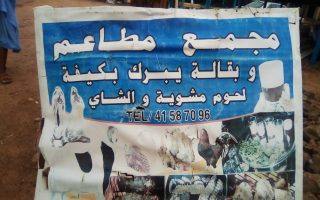 مجمع مطاعم
و بقالة يبرك بكيفة
لحوم مشوية و الشاي
TEL/ 41 58 70 96